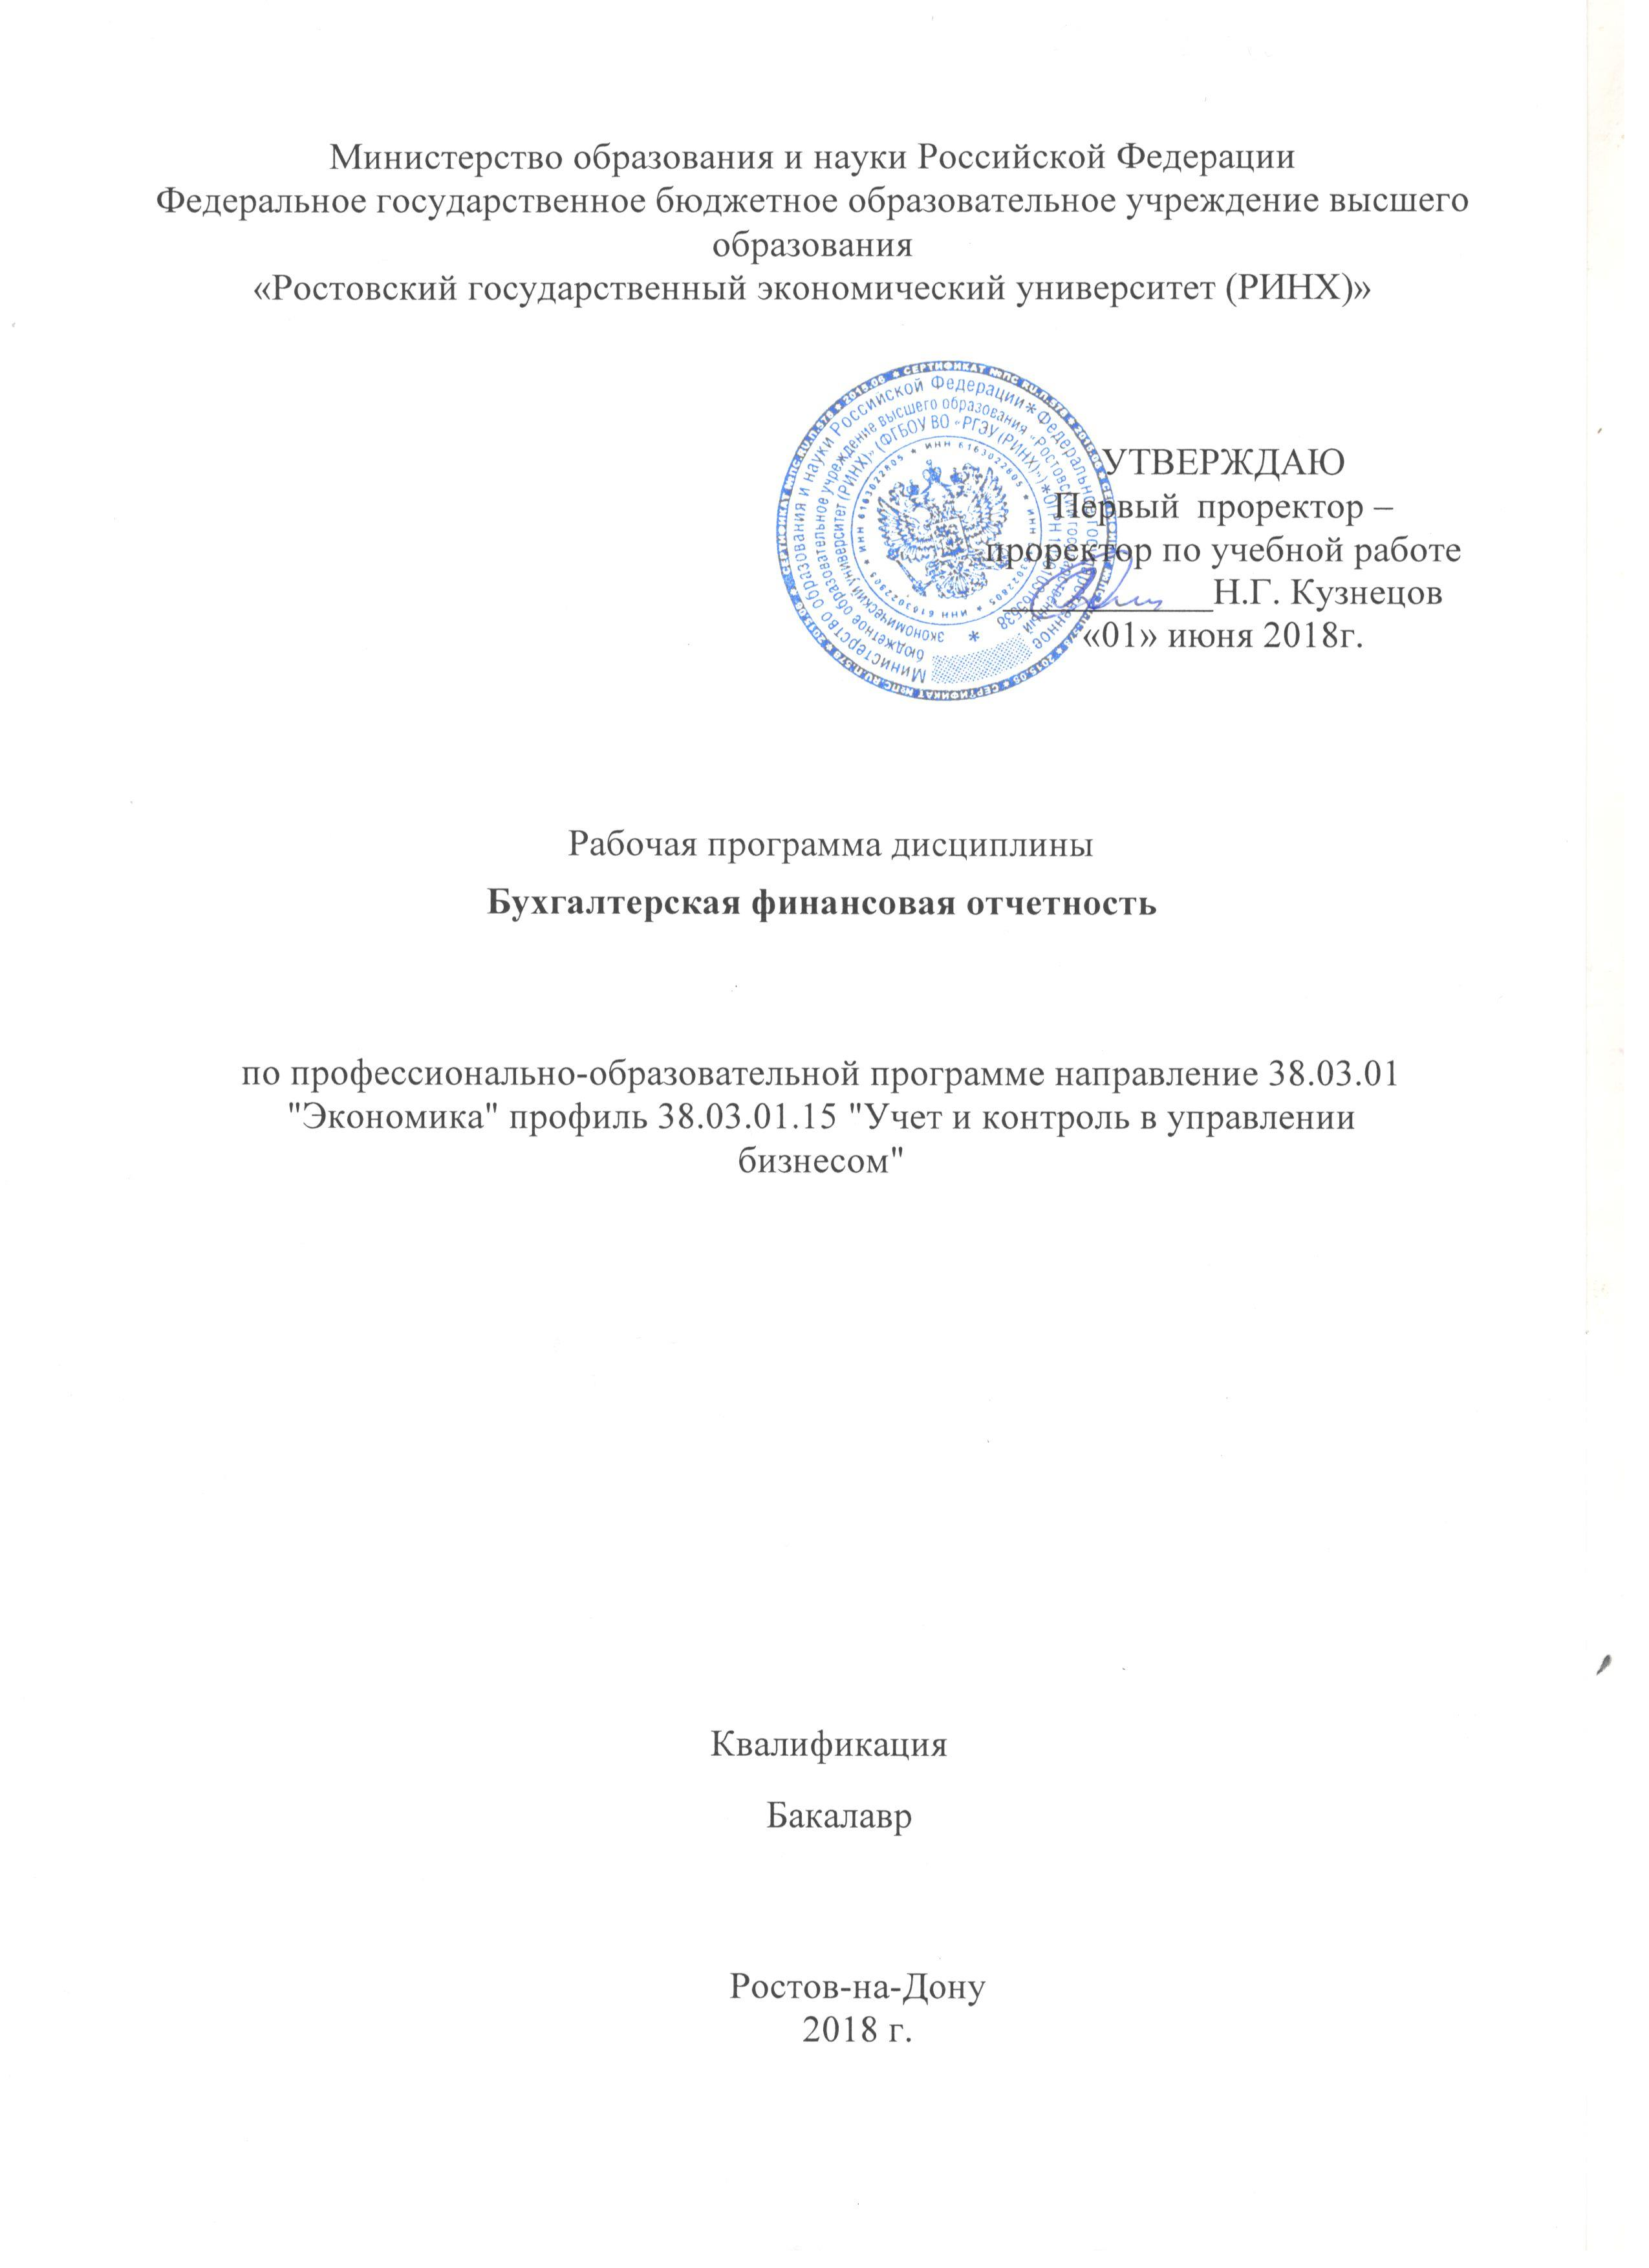 Министерство образования и науки Российской Федерации
Федеральное государственное бюджетное образовательное учреждение высшего
образования
«Ростовский государственный экономический университет (РИНХ)»
УТВЕРЖДАЮ
Первый проректор –
проректор по учебной работе
Н.Г. Кузнецов
«01» июня 2018г.
Рабочая программа дисциплины
Бухгалтерская финансовая отчетность
по профессионально-образовательной программе направление 38.03.01
"Экономика" профиль 38.03.01.15 "Учет и контроль в управлении
бизнесом"
Квалификация
Бакалавр
Ростов-на-Дону
2018 г.